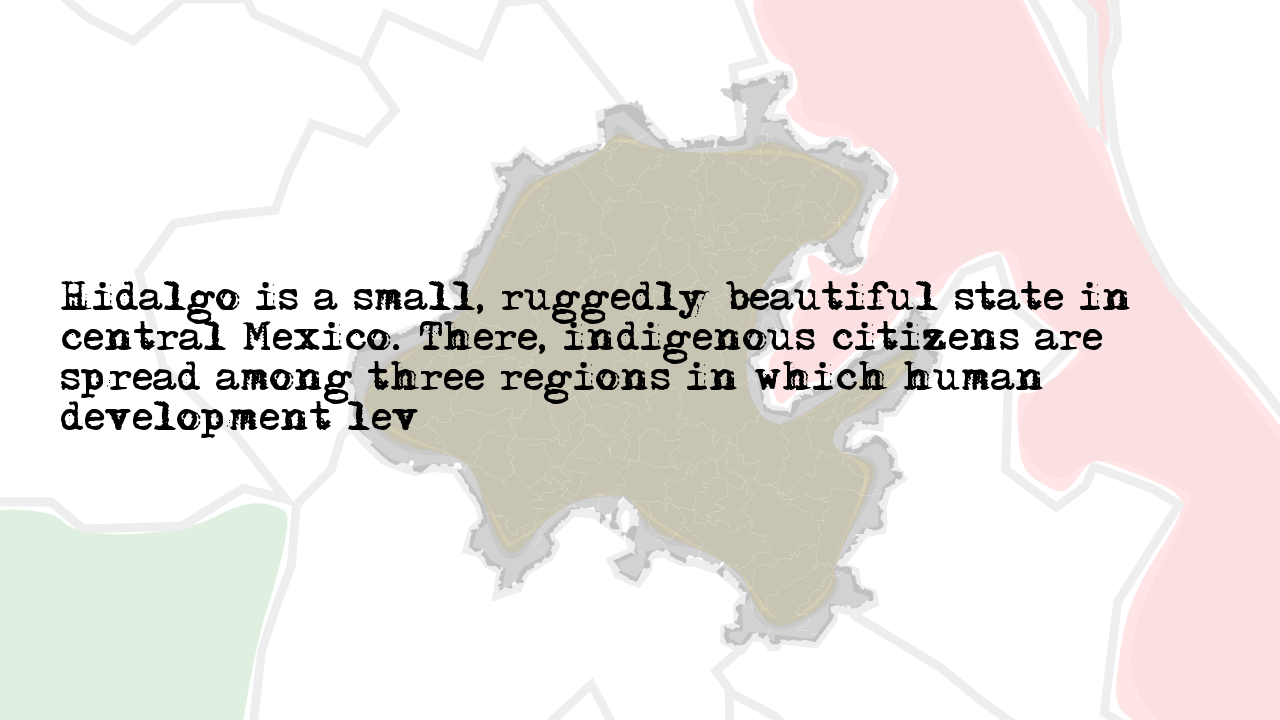 Hidalgo is a small, ruggedly beautiful state in
central Mexico. There, indigenous citizens are
spread among three regions in which human
development lev